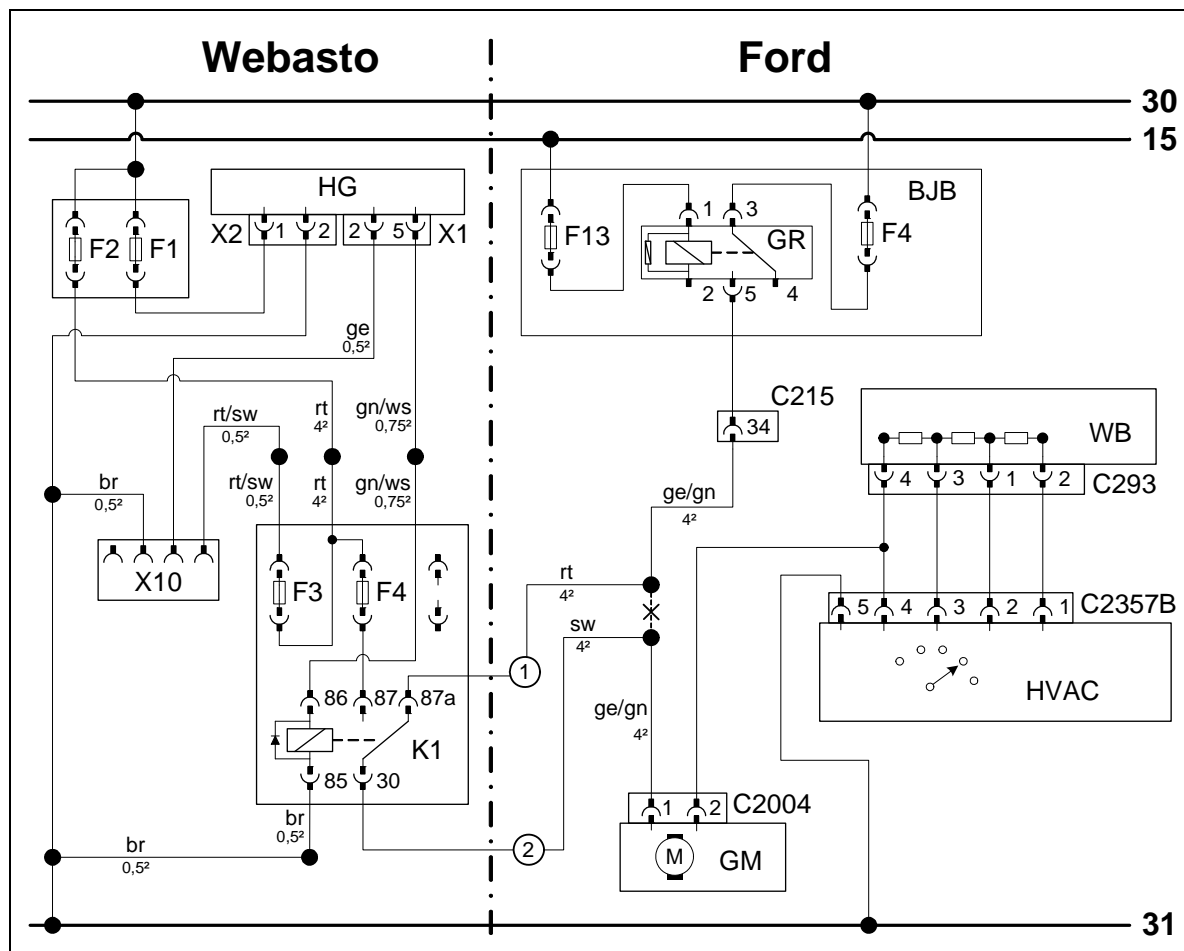 Webasto Ford
30
15
HG
BJB
X2 1 2 2 5 X1
F2 F1
1 3
F13 GR F4
2 5 4
ge
0,5²
rt/sw
0,5²
rt
4²
gn/ws
0,75²
C215
34
WB
4 3 1 2 C293
br
0,5²
rt/sw
0,5²
rt
4²
gn/ws
0,75²
ge/gn
4²
X10
F3 F4
rt
4²
5 4 3 2 1 C2357B
sw
4²
1
HVAC
86 87 87a
ge/gn
4²
K1
85 30
1 2 C2004
br
0,5²
br
0,5²
2
M GM
31